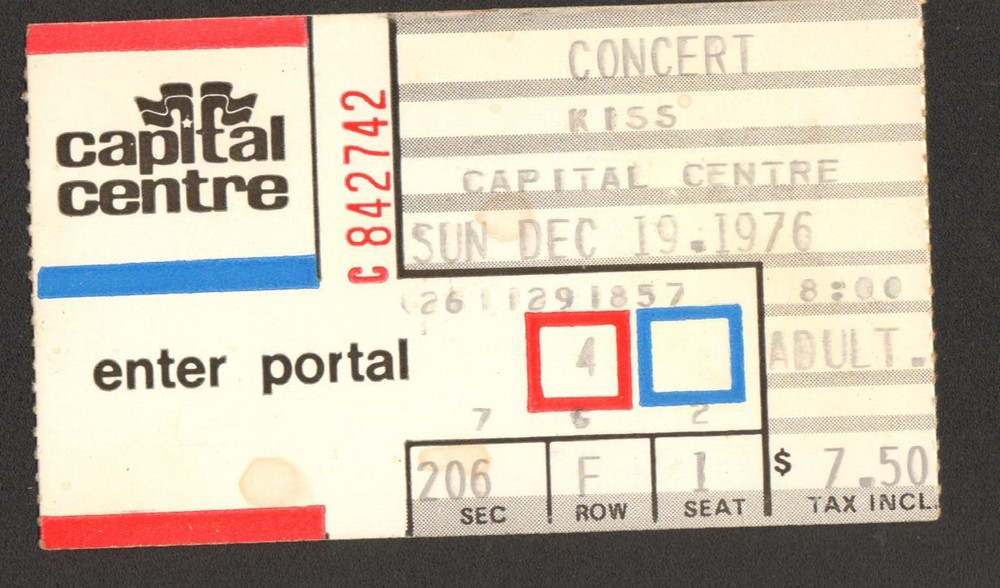 capital
centre
C 842742
CONCERT
KISS
CAPITAL CENTRE
SUN DEC 19.1976
8:00
ADULT.
enter portal
4
7 6 2
206 F 1 $ 7.50
SEC ROW SEAT TAX INCL.